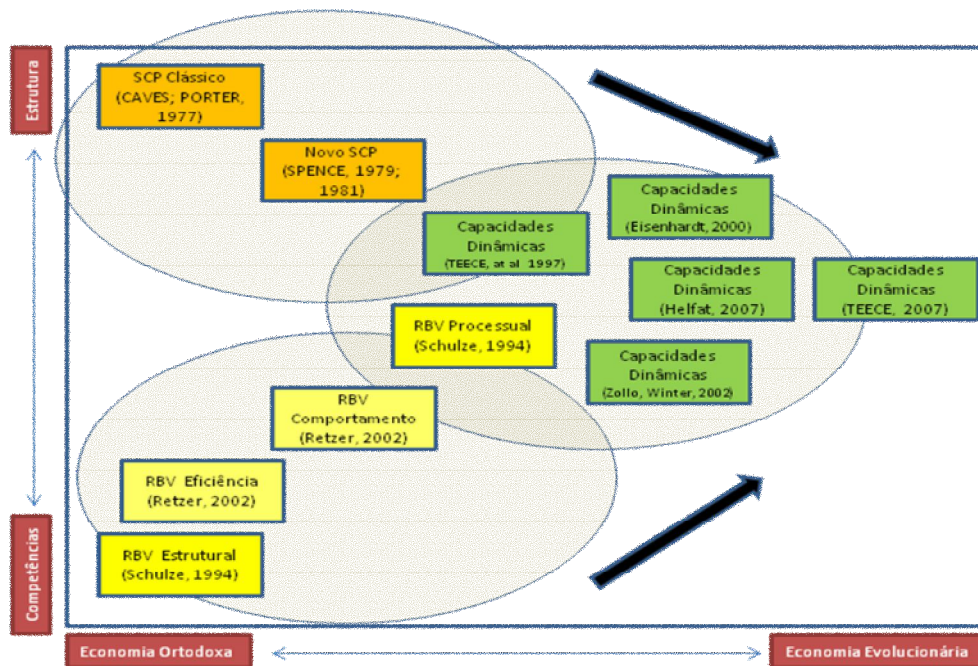 Estrutura
SCP Clássico
(CAVES; PORTER,
1977)
Novo SCP
(SPENCE, 1979;
1981)
Capacidades
Dinâmicas
(TEECE, at al 1997)
Capacidades
Dinâmicas
(Eisenhardt, 2000)
Capacidades
Dinâmicas
(Helfat, 2007)
Capacidades
Dinâmicas
(TEECE, 2007)
RBV Processual
(Schulze, 1994)
Capacidades
Dinâmicas
(Zollo, Winter, 2002)
RBV
Comportamento
(Retzer, 2002)
RBV Eficiência
(Retzer, 2002)
RBV Estrutural
(Schulze, 1994)
Competências
Economia Ortodoxa
Economia Evolucionária